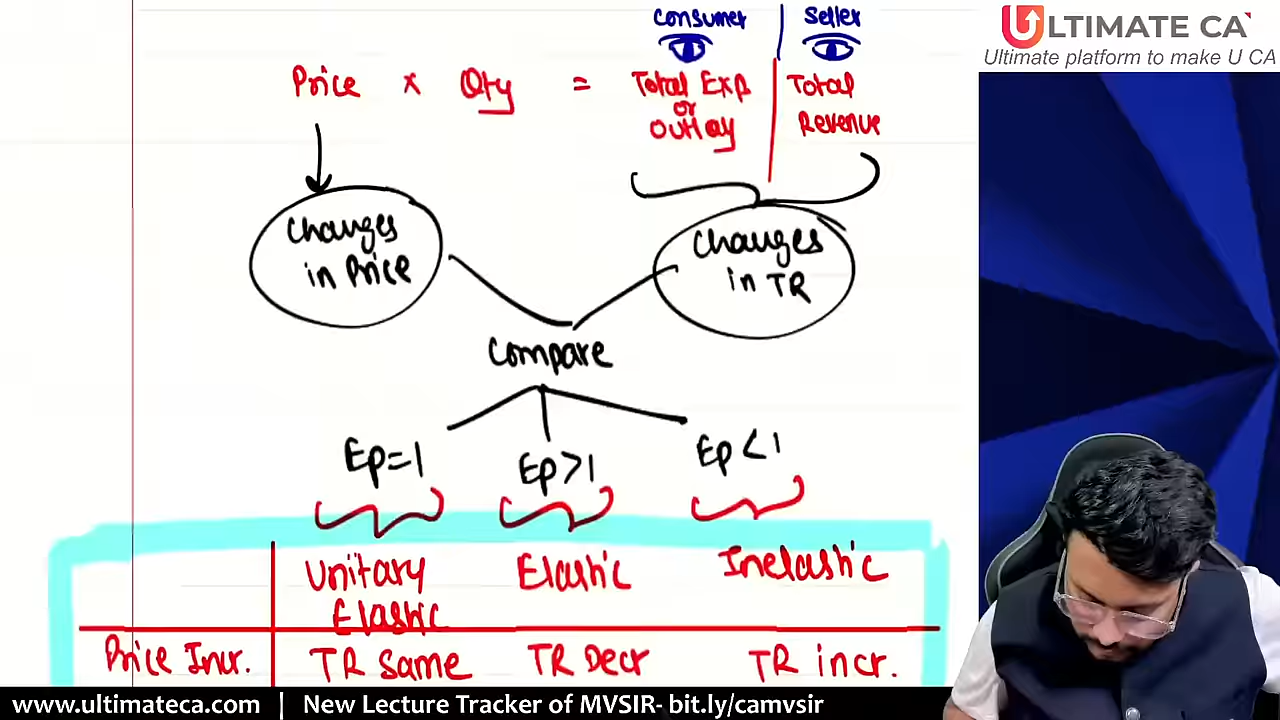 Consumer
Seller
ULTIMATE CA
Ultimate platform to make U CA
Price x Qty = Total Exp Total
or
Outlay Revenue
Changes
in Price
Changes
in TR
Compare
Ep=1
Ep>1
Ep<1
Unitary Elastic Inelastic
Elastic
Price Incr. TR Same TR Decr TR incr.
www.ultimateca.com | New Lecture Tracker of MVSIR- bit.ly/camvsir